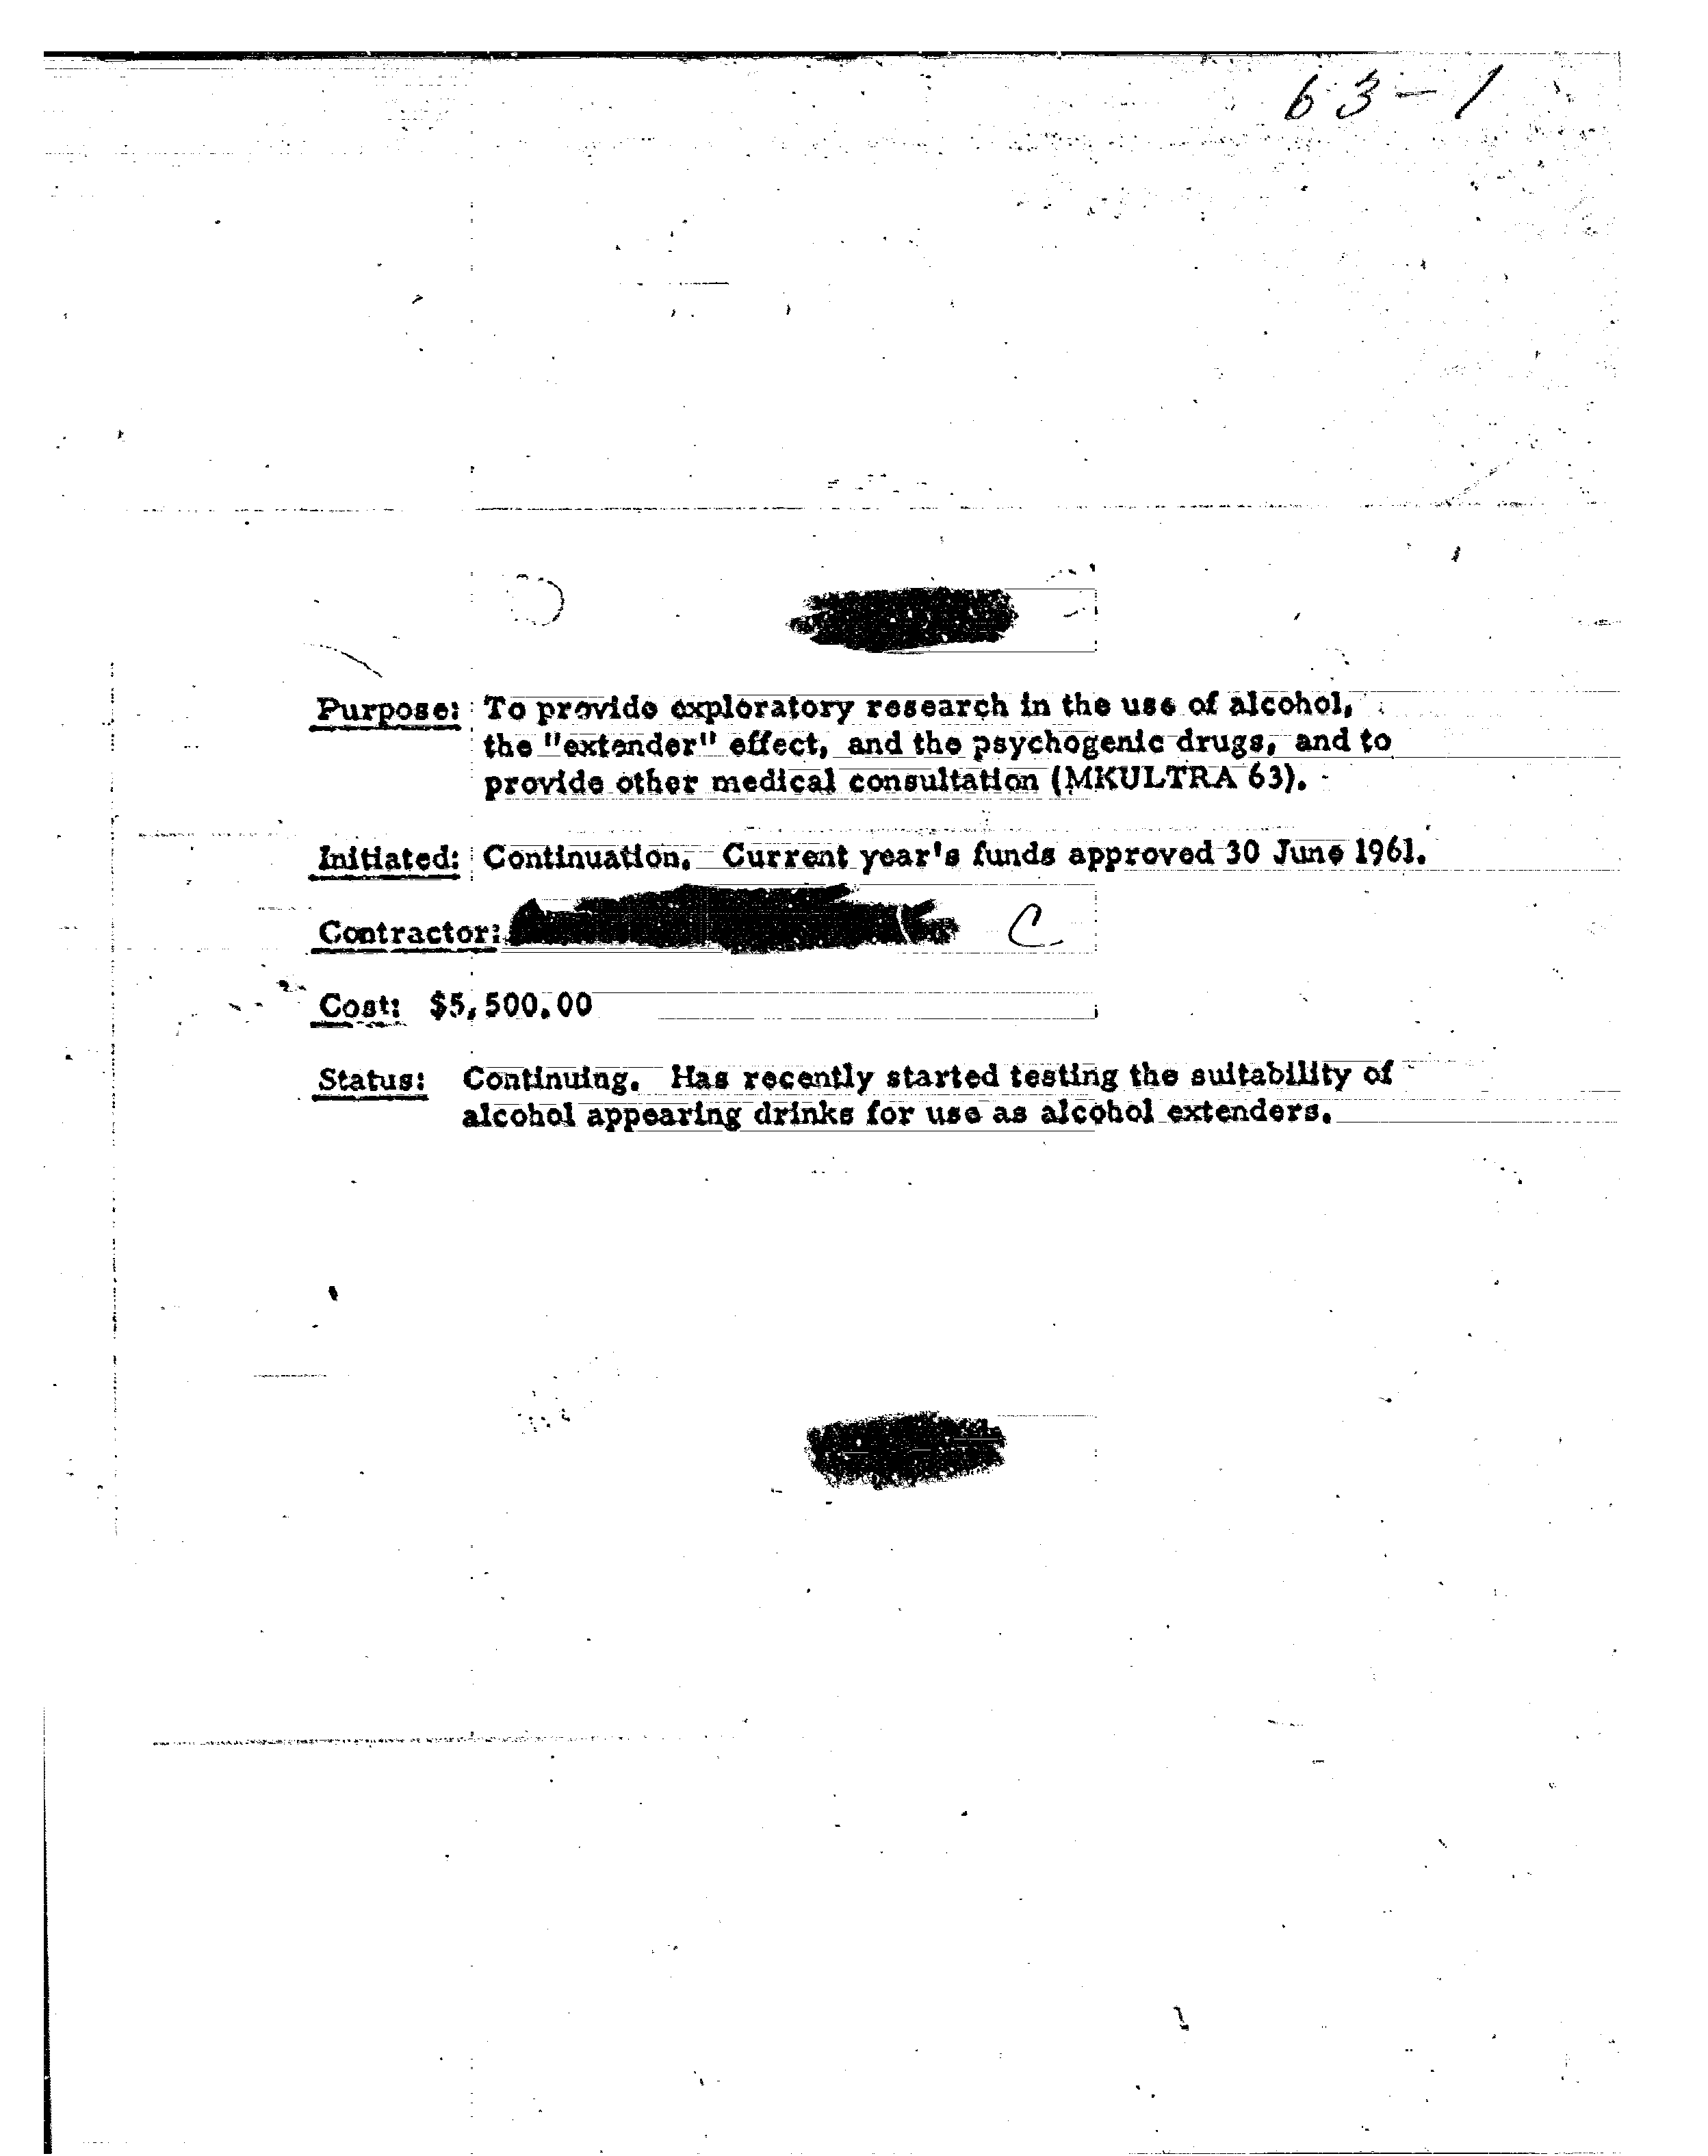 63-1
Purpose: To provide exploratory research in the use of alcohol,
the "extender" effect, and the psychogenic drugs, and to
provide other medical consultation (MKULTRA 63).
Initiated: Continuation. Current year's funds approved 30 June 1961.
Contractor: C
Cost: $5,500.00
Status: Continuing. Has recently started testing the suitability of
alcohol appearing drinks for use as alcohol extenders.